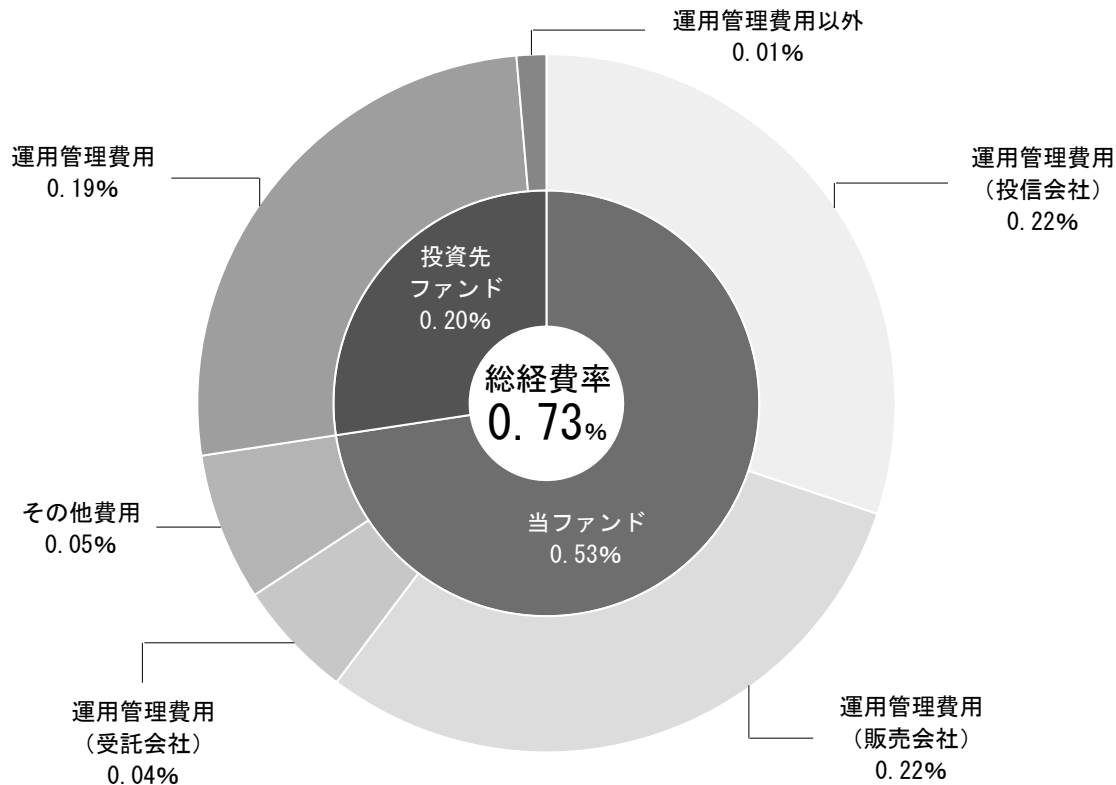 運用管理費用以外
0.01%
運用管理費用
0.19%
運用管理費用
（投信会社）
0.22%
投資先
ファンド
0.20%
総経費率
0.73%
その他費用
0.05%
当ファンド
0.53%
運用管理費用
（受託会社）
0.04%
運用管理費用
（販売会社）
0.22%